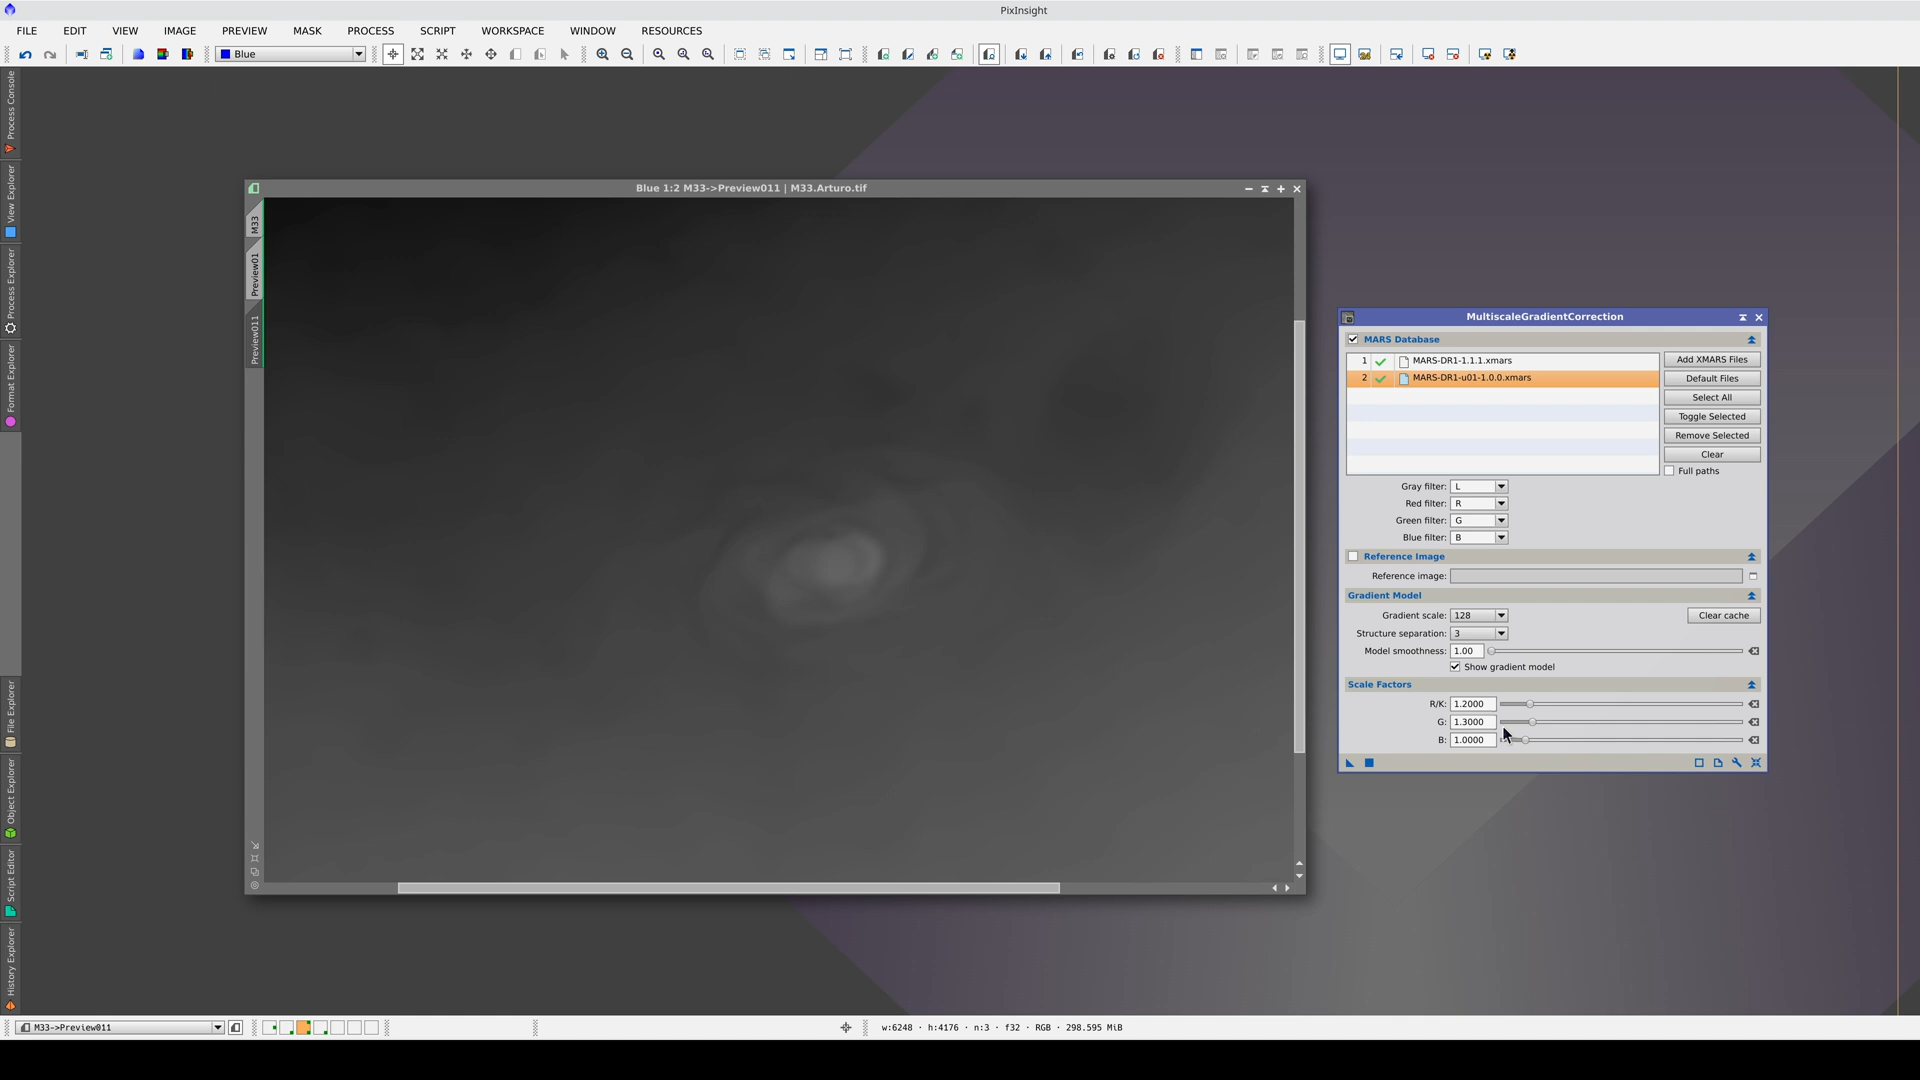 PixInsight
FILE EDIT VIEW IMAGE PREVIEW PROCESS MASK SCRIPT WORKSPACE WINDOW RESOURCES
Blue
Process Console
View Explorer
Process Explorer
Format Explorer
File Explorer
Object Explorer
Script Editor
History Explorer
Blue 1:2 M33->Preview011 | M33.Arturo.tif
M33
Preview01
Preview011
MultiscaleGradientCorrection
MARS Database
1 MARS-DR1-1.1.1.xmars
2 MARS-DR1-u01-1.0.0.xmars
Add XMARS Files
Default Files
Select All
Toggle Selected
Remove Selected
Clear
Full paths
Gray filter: L
Red filter: R
Green filter: G
Blue filter: B
Reference Image
Reference image:
Gradient Model
Gradient scale: 128 Clear cache
Structure separation: 3
Model smoothness: 1.00
Show gradient model
Scale Factors
R/K: 1.2000
G: 1.3000
B: 1.0000
M33->Preview011
w:6248 · h:4176 · n:3 · f32 · RGB · 298.595 MiB